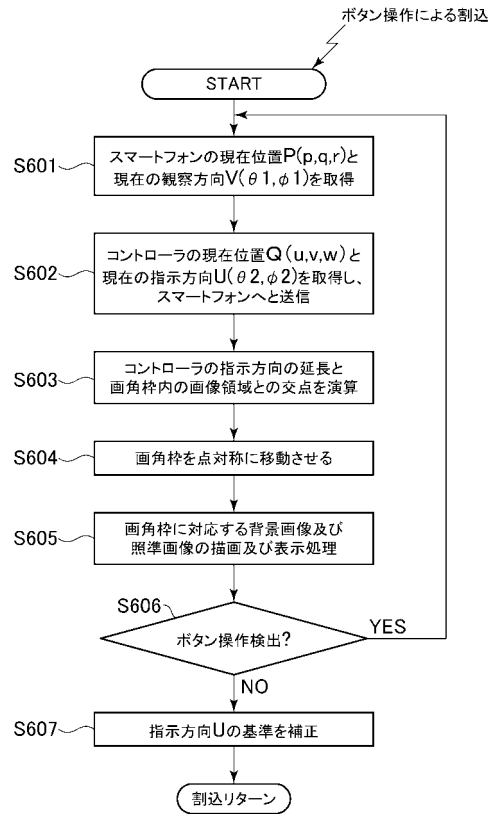 ボタン操作による割込
START
S601
スマートフォンの現在位置P(p,q,r)と
現在の観察方向V(θ1,φ1)を取得
S602
コントローラの現在位置Q(u,v,w)と
現在の指示方向U(θ2,φ2)を取得し、
スマートフォンへと送信
S603
コントローラの指示方向の延長と
画角枠内の画像領域との交点を演算
S604
画角枠を点対称に移動させる
S605
画角枠に対応する背景画像及び
照準画像の描画及び表示処理
S606
ボタン操作検出?
YES
NO
S607
指示方向Uの基準を補正
割込リターン